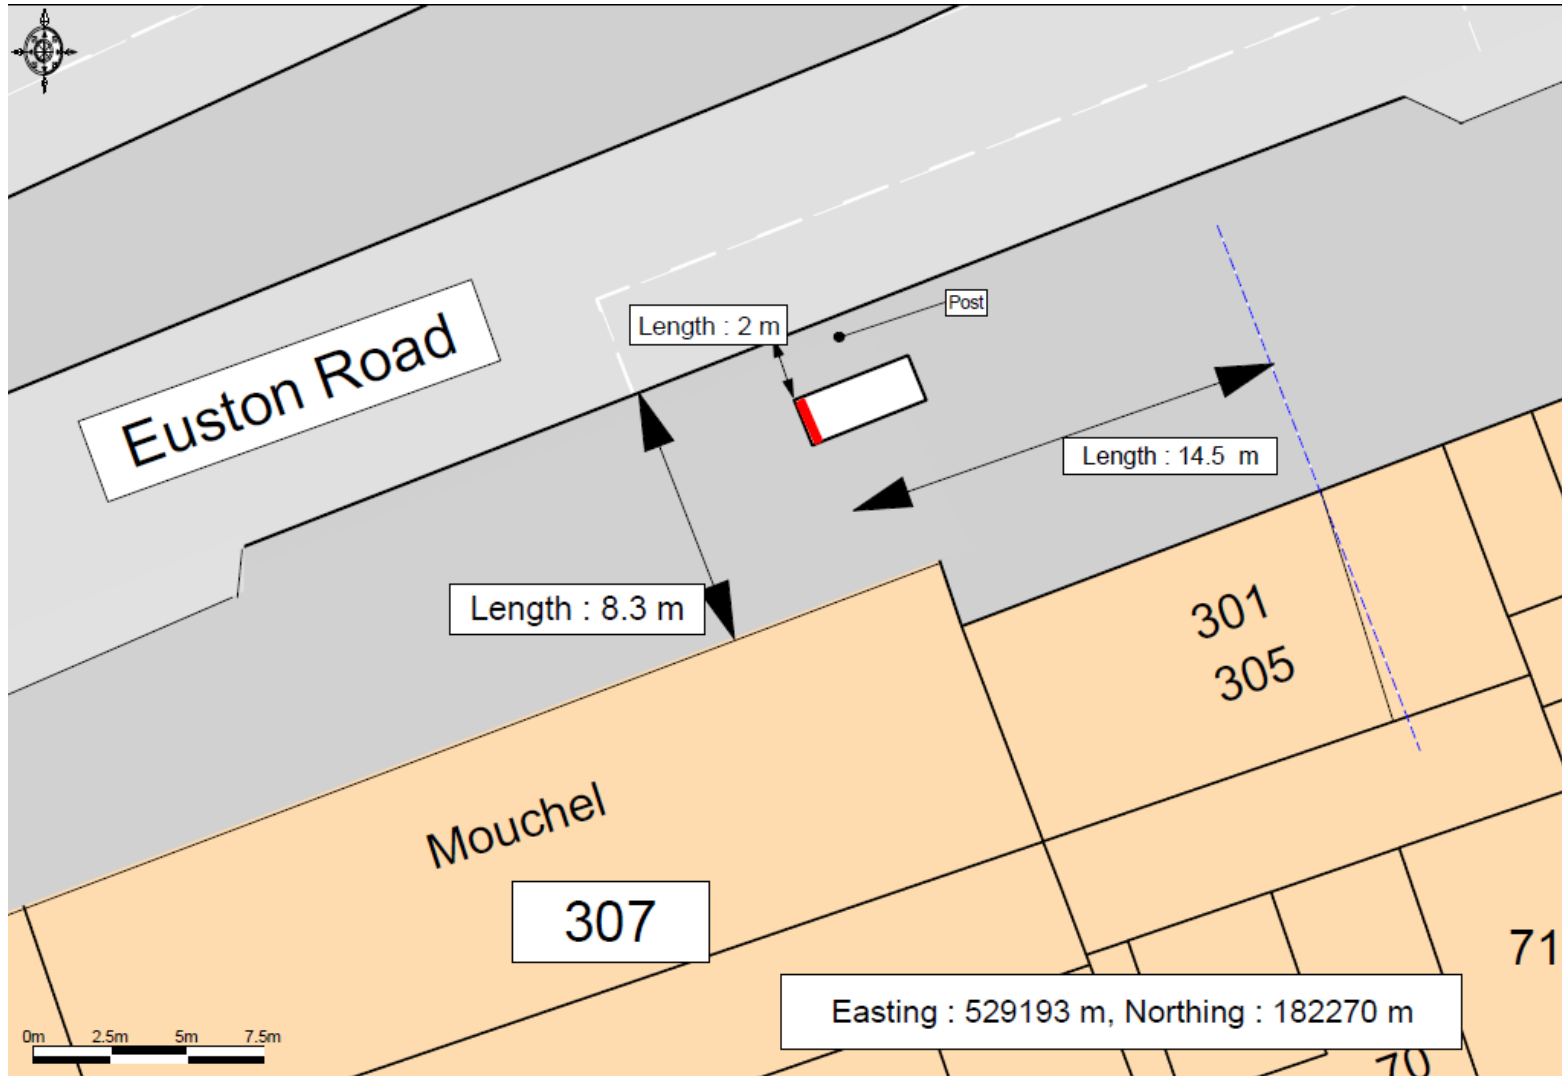 Post
Length : 2 m
Euston Road
Length : 14.5 m
Length : 8.3 m
301
305
Mouchel
307
71
Easting : 529193 m, Northing : 182270 m
0m 2.5m 5m 7.5m
70